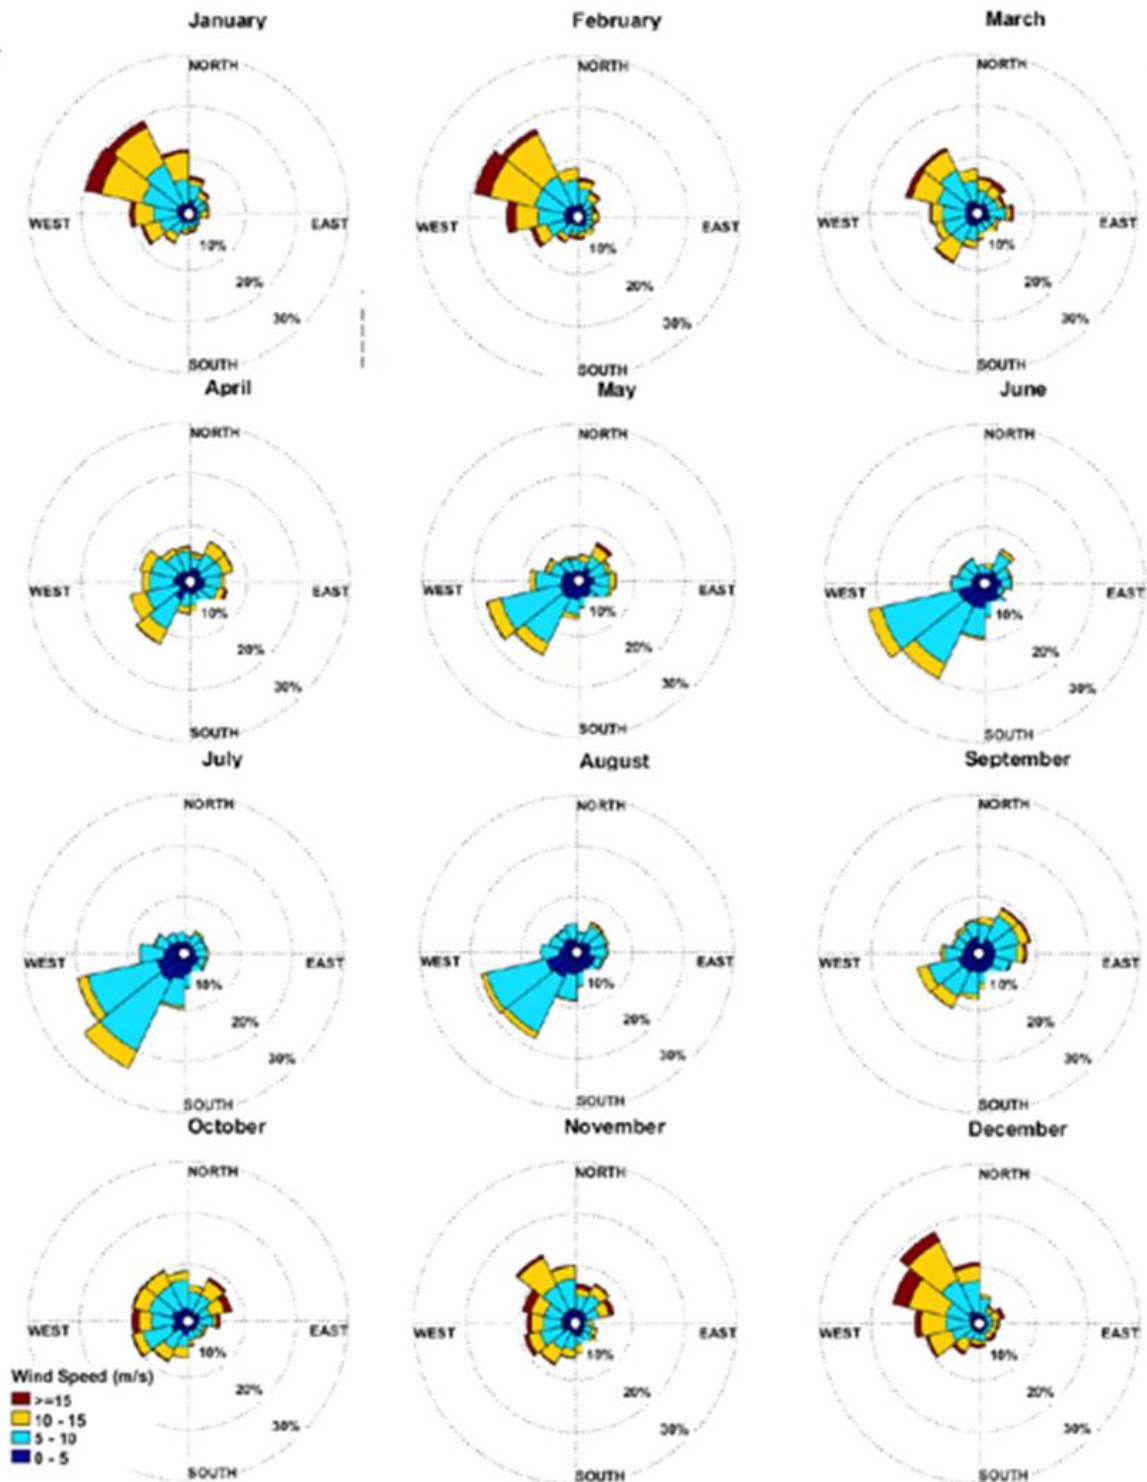 January
February
March
NORTH
NORTH
NORTH
WEST
EAST
WEST
EAST
WEST
EAST
10%
10%
10%
20%
20%
20%
30%
30%
30%
SOUTH
SOUTH
SOUTH
April
May
June
NORTH
NORTH
NORTH
WEST
EAST
WEST
EAST
WEST
EAST
10%
10%
10%
20%
20%
20%
30%
30%
30%
SOUTH
SOUTH
SOUTH
July
August
September
NORTH
NORTH
NORTH
WEST
EAST
WEST
EAST
WEST
EAST
10%
10%
10%
20%
20%
20%
30%
30%
30%
SOUTH
SOUTH
SOUTH
October
November
December
NORTH
NORTH
NORTH
WEST
EAST
WEST
EAST
WEST
EAST
10%
10%
10%
20%
20%
20%
30%
30%
30%
SOUTH
SOUTH
SOUTH
Wind Speed (m/s)
>=15
10 - 15
5 - 10
0 - 5